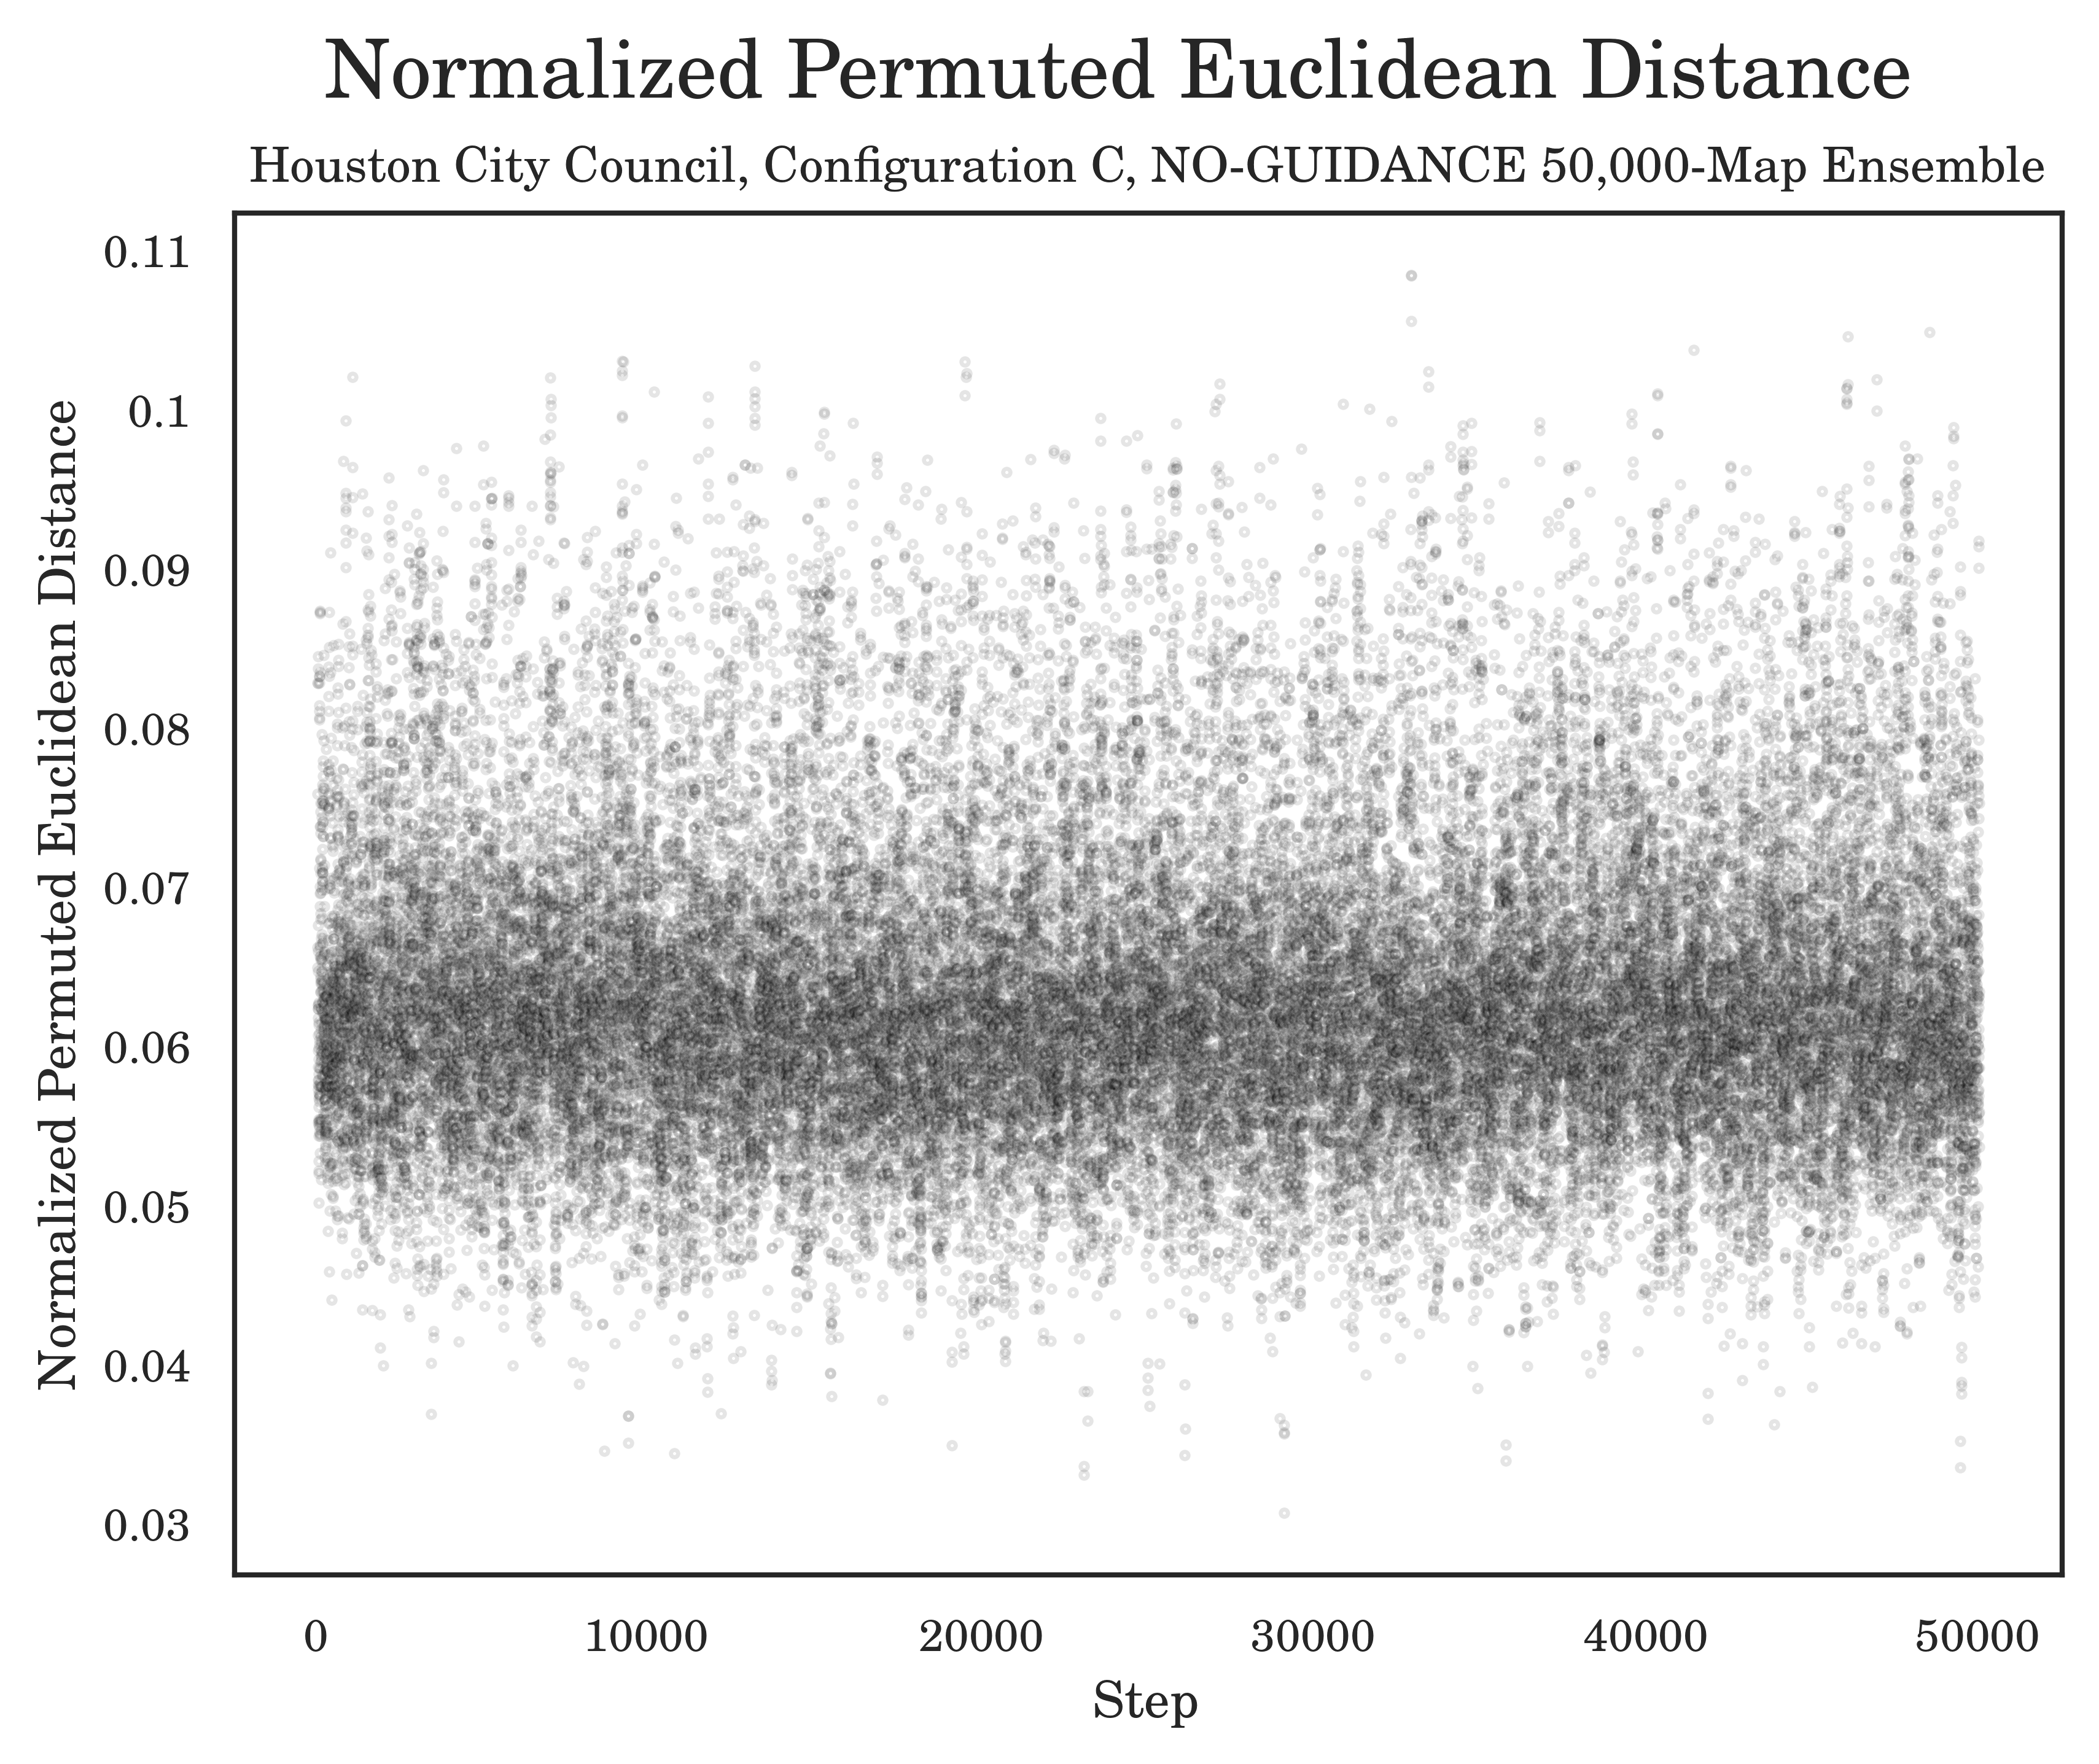 Normalized Permuted Euclidean Distance
Houston City Council, Configuration C, NO-GUIDANCE 50,000-Map Ensemble
Normalized Permuted Euclidean Distance
0.11
0.1
0.09
0.08
0.07
0.06
0.05
0.04
0.03
0 10000 20000 30000 40000 50000
Step